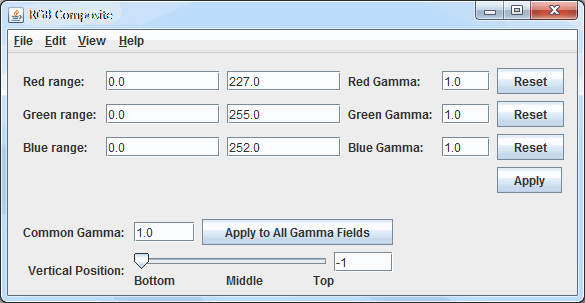 RGB Composite
File Edit View Help
Red range: 0.0 227.0 Red Gamma: 1.0 Reset
Green range: 0.0 255.0 Green Gamma: 1.0 Reset
Blue range: 0.0 252.0 Blue Gamma: 1.0 Reset
Apply
Common Gamma: 1.0 Apply to All Gamma Fields
Vertical Position: -1
Bottom Middle Top